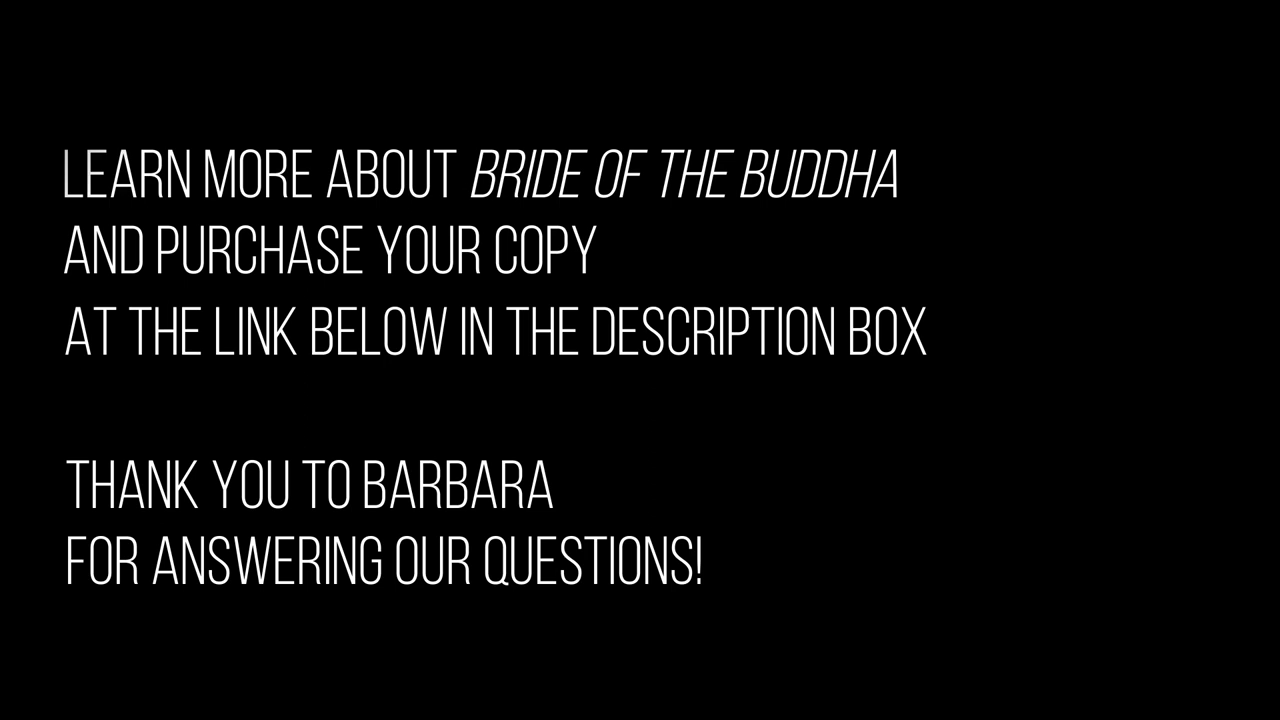 LEARN MORE ABOUT BRIDE OF THE BUDDHA
AND PURCHASE YOUR COPY
AT THE LINK BELOW IN THE DESCRIPTION BOX
THANK YOU TO BARBARA
FOR ANSWERING OUR QUESTIONS!